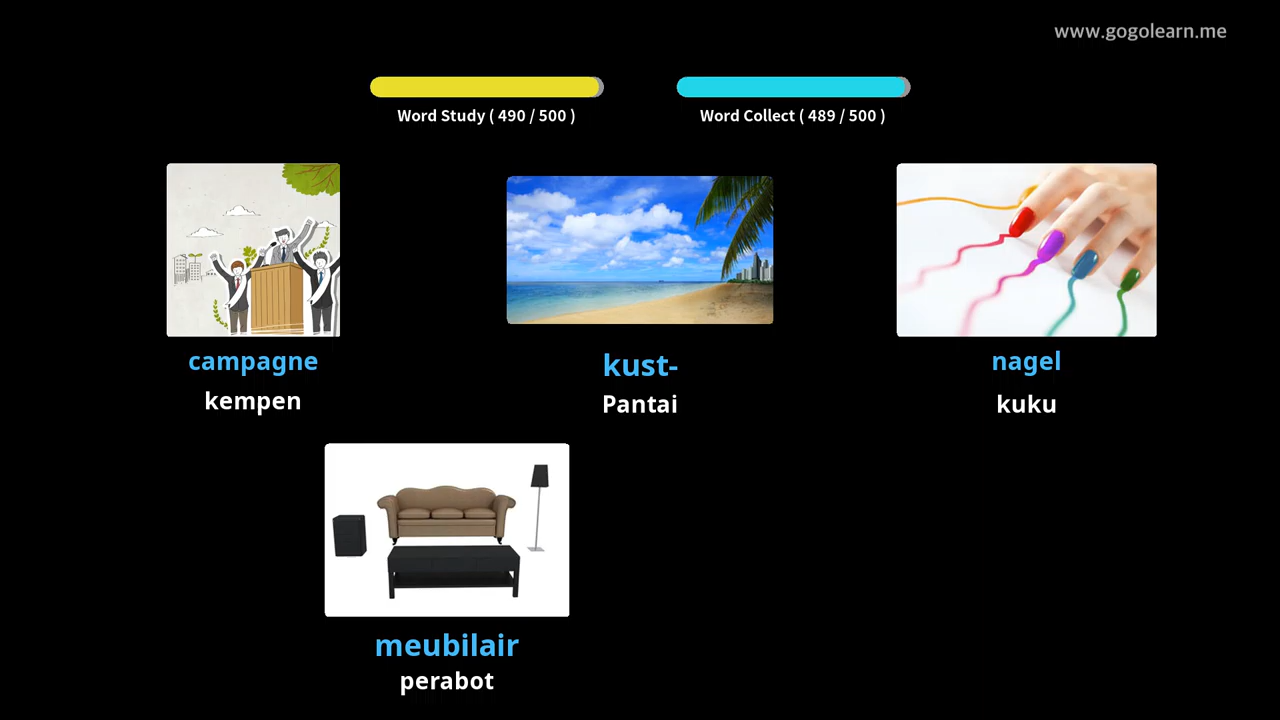 www.gogolearn.me
Word Study ( 490 / 500 )
Word Collect ( 489 / 500 )
campagne
kempen
kust-
Pantai
nagel
kuku
meubilair
perabot